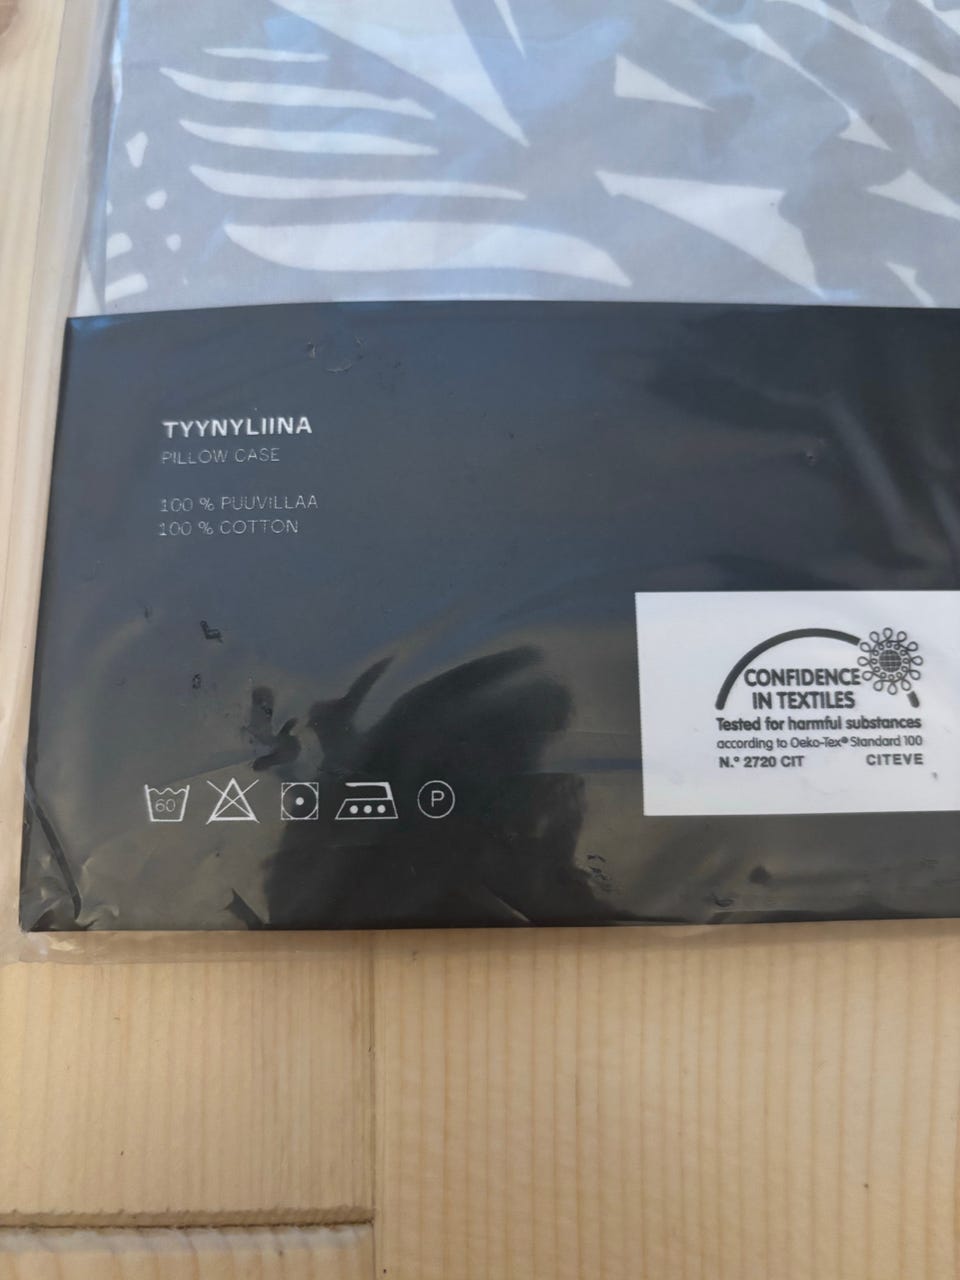 TYYNYLIINA
PILLOW CASE
100 % PUUVILLAA
100 % COTTON
60
P
CONFIDENCE
IN TEXTILES
Tested for harmful substances
according to Oeko-Tex® Standard 100
N.º 2720 CIT CITEVE